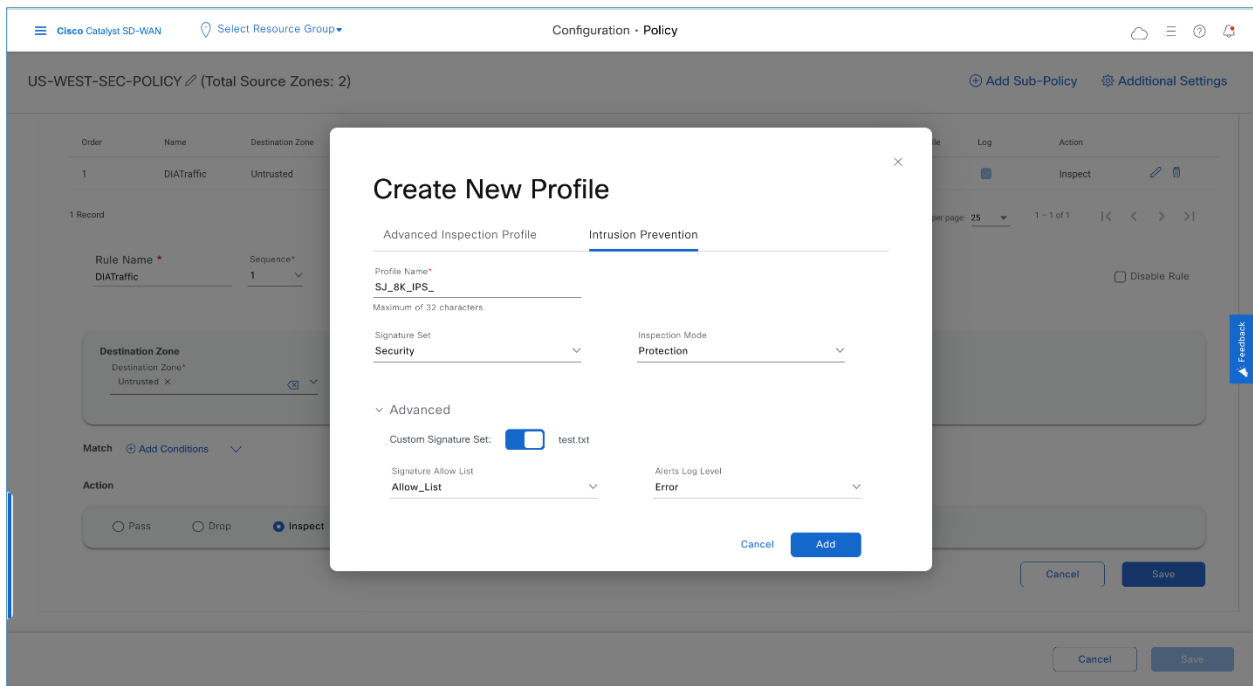 Cisco Catalyst SD-WAN Select Resource Group Configuration · Policy
US-WEST-SEC-POLICY (Total Source Zones: 2) Add Sub-Policy Additional Settings
Order Name Destination Zone Log Action
1 DIATraffic Untrusted Inspect
1 Record per page: 25 1 – 1 of 1
Rule Name * Sequence*
DIATraffic 1 Disable Rule
Destination Zone
Destination Zone*
Untrusted ×
Match Add Conditions
Action
Pass Drop Inspect
Cancel Save
Cancel Save
Feedback
Create New Profile
Advanced Inspection Profile Intrusion Prevention
Profile Name*
SJ_8K_IPS_
Maximum of 32 characters
Signature Set Inspection Mode
Security Protection
Advanced
Custom Signature Set: test.txt
Signature Allow List Alerts Log Level
Allow_List Error
Cancel Add